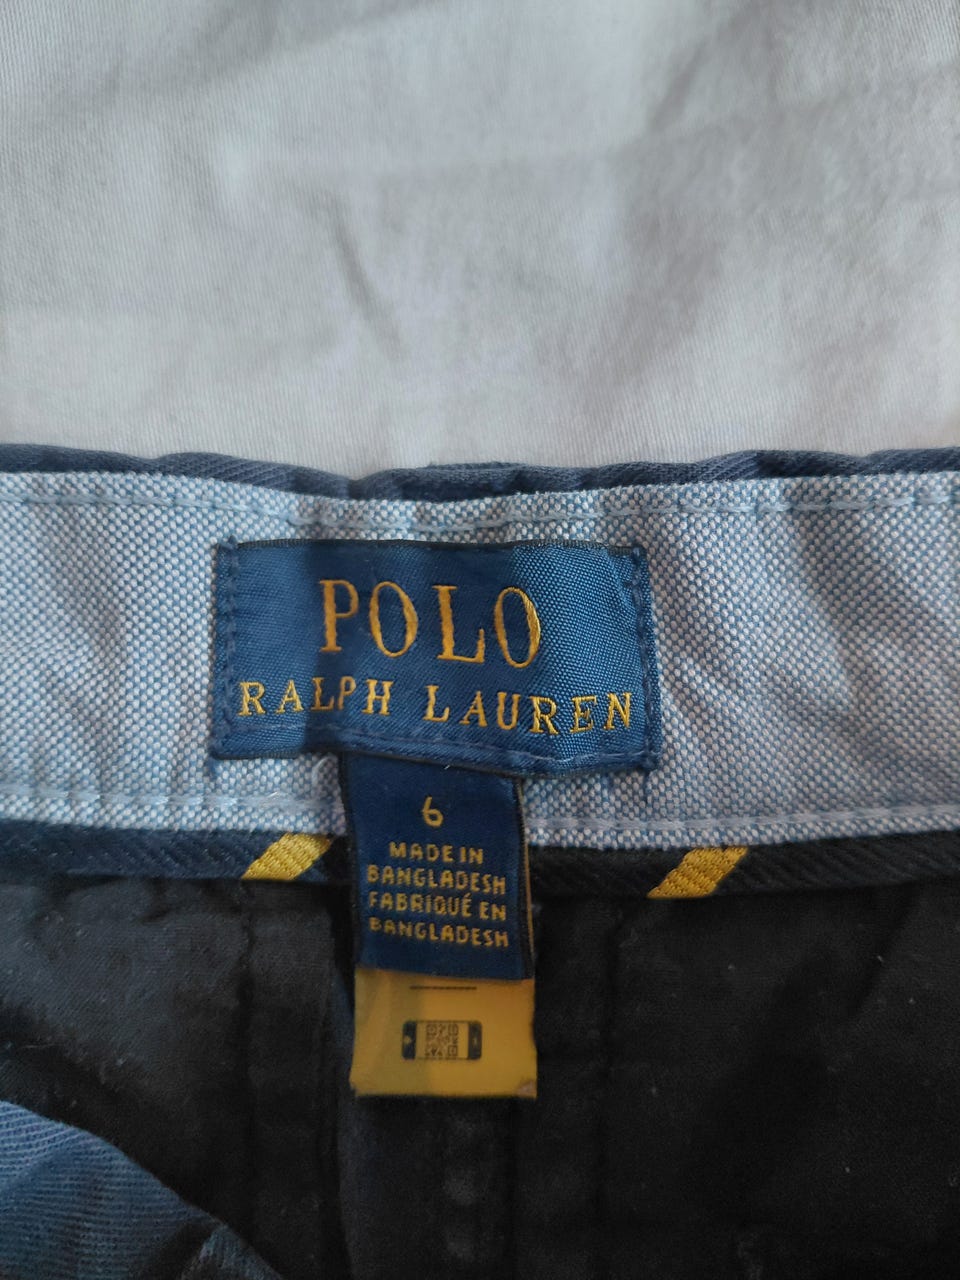 POLO
RALPH LAUREN
6
MADE IN
BANGLADESH
FABRIQUÉ EN
BANGLADESH